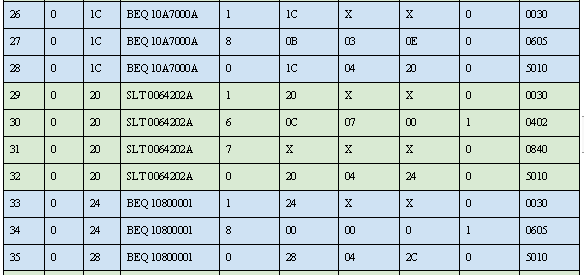 26 0 1C BEQ 10A7000A 1 1C X X 0 0030
27 0 1C BEQ 10A7000A 8 0B 03 0E 0 0605
28 0 1C BEQ 10A7000A 0 1C 04 20 0 5010
29 0 20 SLT 0064202A 1 20 X X 0 0030
30 0 20 SLT 0064202A 6 0C 07 00 1 0402
31 0 20 SLT 0064202A 7 X X X 0 0840
32 0 20 SLT 0064202A 0 20 04 24 0 5010
33 0 24 BEQ 10800001 1 24 X X 0 0030
34 0 24 BEQ 10800001 8 00 00 0 1 0605
35 0 28 BEQ 10800001 0 28 04 2C 0 5010